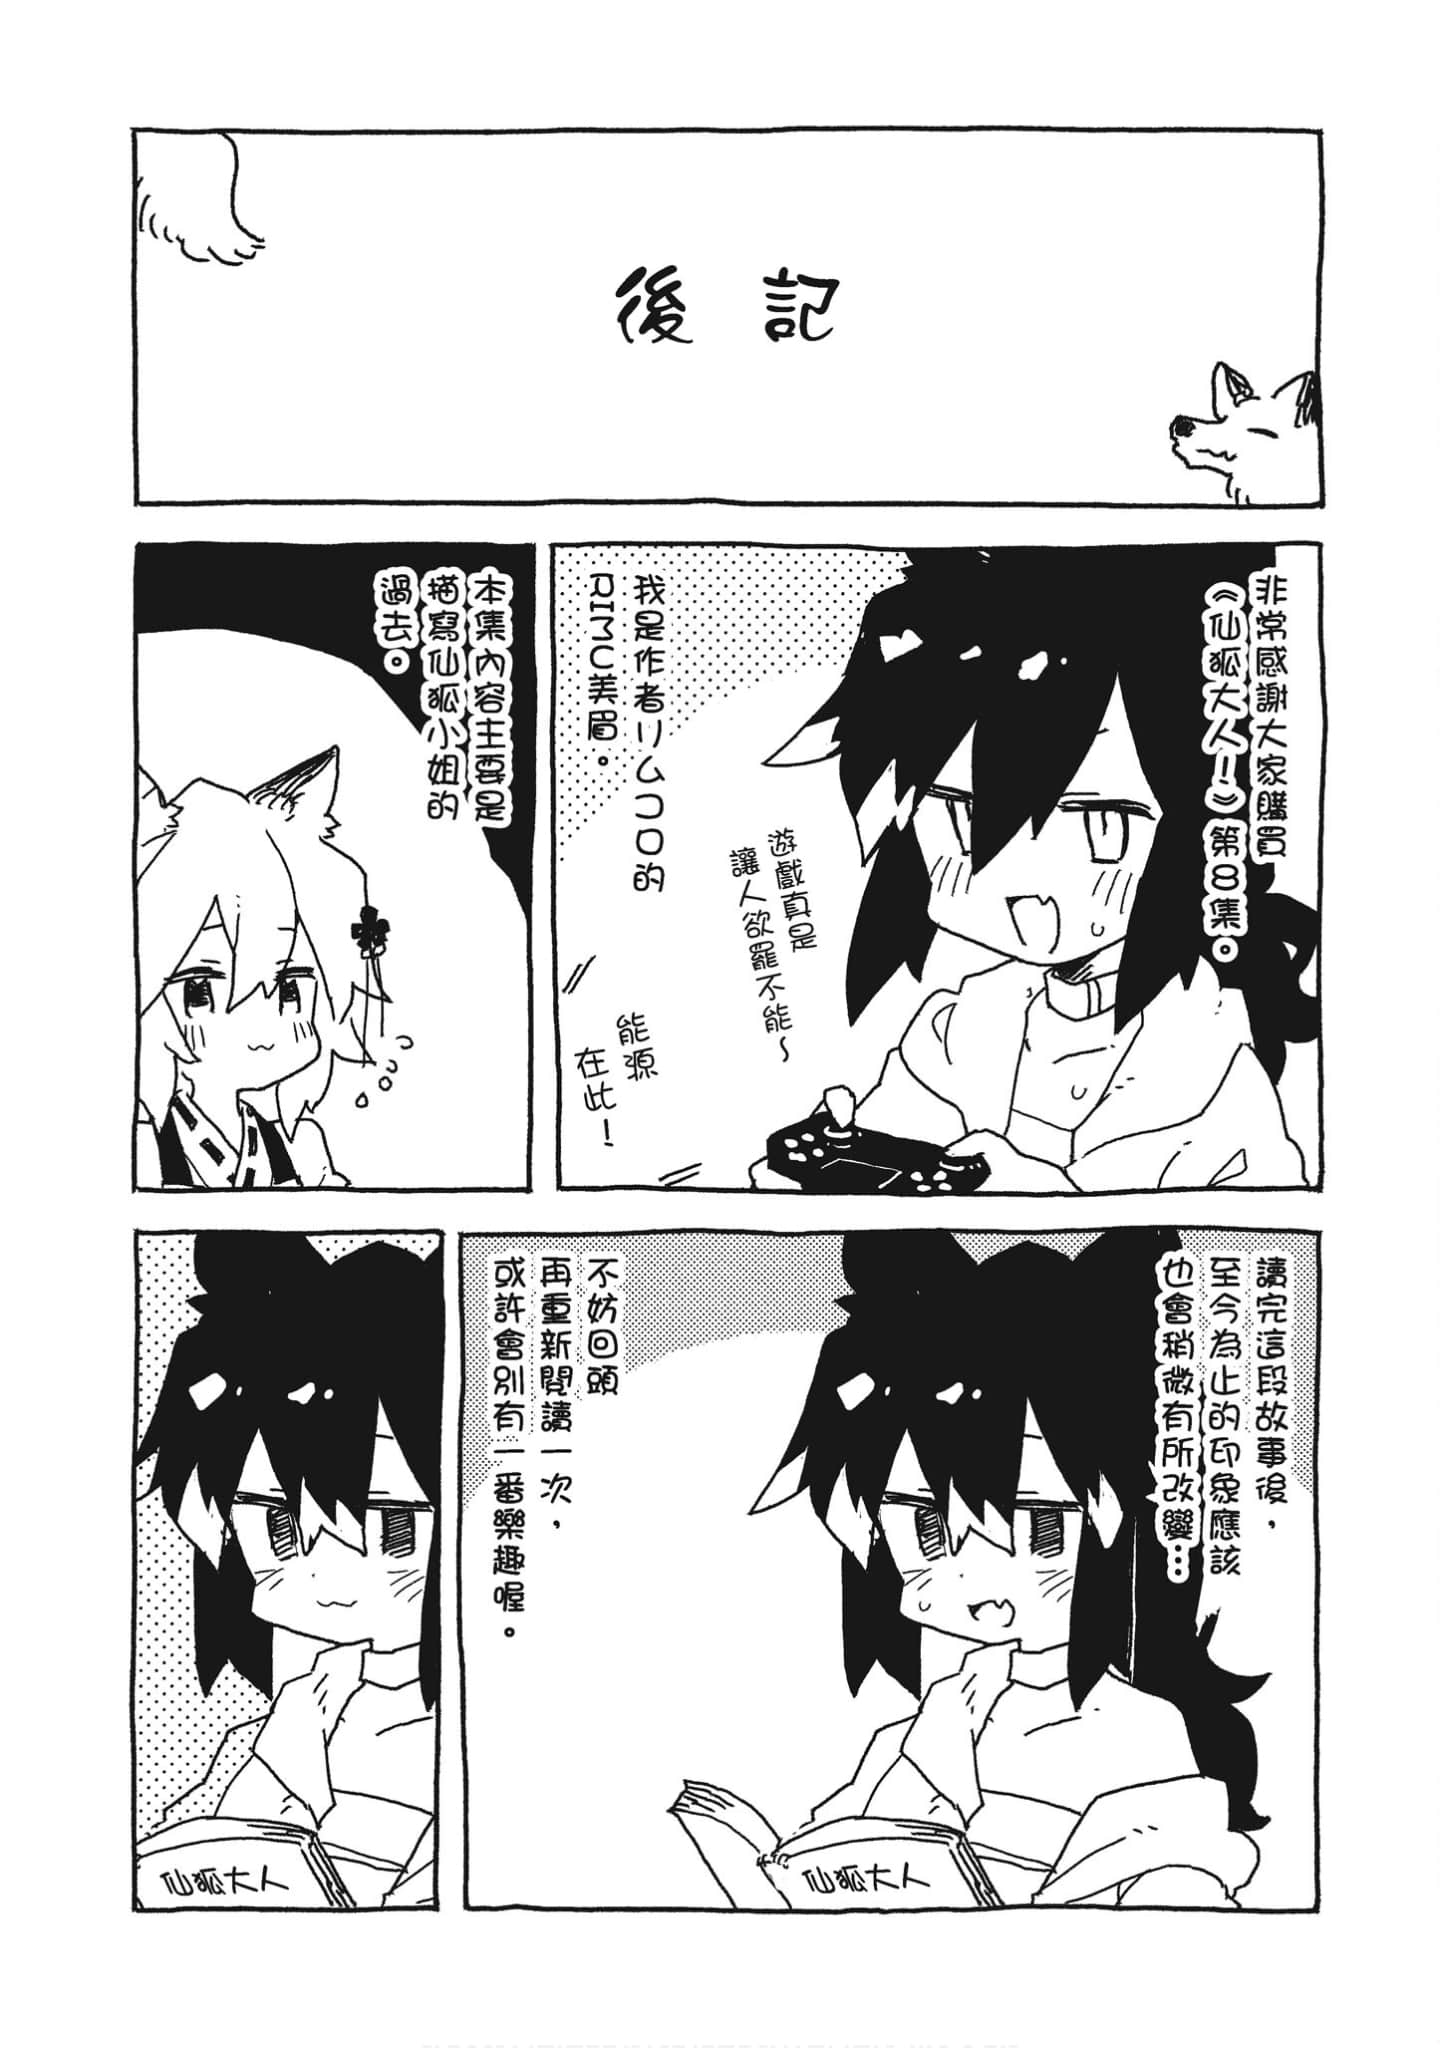 後記
非常感謝大家購買
《仙狐大人！》第8集。
我是作者リムコロ的
RIMC美眉。
遊戲真是
讓人欲罷不能～
能源
在此！
本集內容主要是
描寫仙狐小姐的
過去。
讀完這段故事後，
至今為止的印象應該
也會稍微有所改變…
不妨回頭
再重新閱讀一次，
或許會別有一番樂趣喔。
仙狐大人
仙狐大人